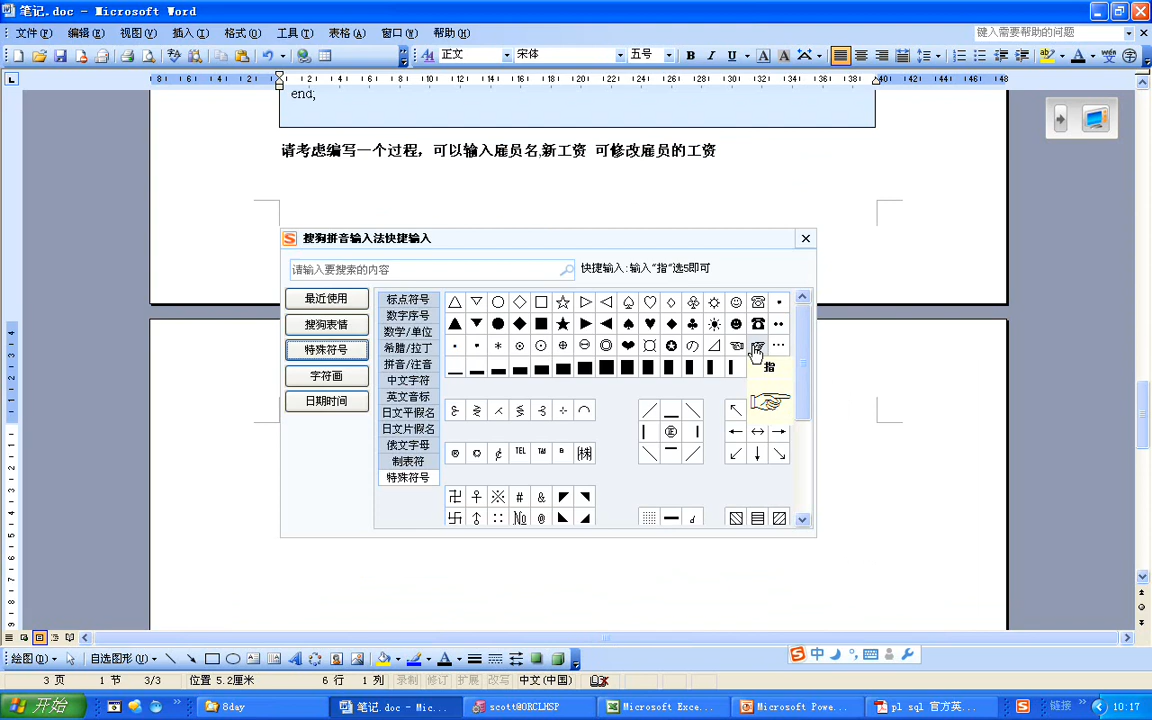 笔记.doc - Microsoft Word
文件(F) 编辑(E) 视图(V) 插入(I) 格式(O) 工具(T) 表格(A) 窗口(W) 帮助(H) 键入需要帮助的问题
正文 宋体 五号 B I U A A A
end;
请考虑编写一个过程，可以输入雇员名,新工资 可修改雇员的工资
搜狗拼音输入法快捷输入
请输入要搜索的内容 快捷输入:输入"指"选5即可
最近使用
搜狗表情
特殊符号
字符画
日期时间
标点符号
数字序号
数学/单位
希腊/拉丁
拼音/注音
中文字符
英文音标
日文平假名
日文片假名
俄文字母
制表符
特殊符号
指
绘图(D) 自选图形(U)
中
3 页 1 节 3/3 位置 5.2厘米 6 行 1 列 录制 修订 扩展 改写 中文(中国)
开始 8day 笔记.doc - Mic... scott@ORCLHSP Microsoft Exce... Microsoft Powe... pl sql 官方英... 链接 10:17